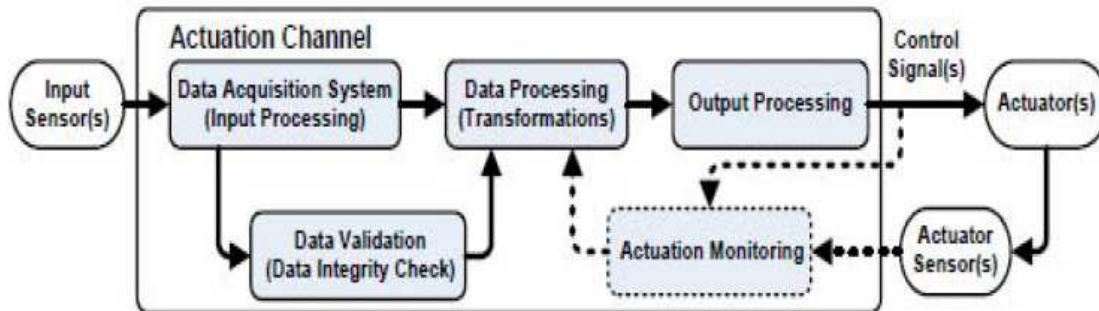 Actuation Channel
Control
Signal(s)
Input
Sensor(s)
Data Acquisition System
(Input Processing)
Data Processing
(Transformations)
Output Processing
Actuator(s)
Data Validation
(Data Integrity Check)
Actuation Monitoring
Actuator
Sensor(s)